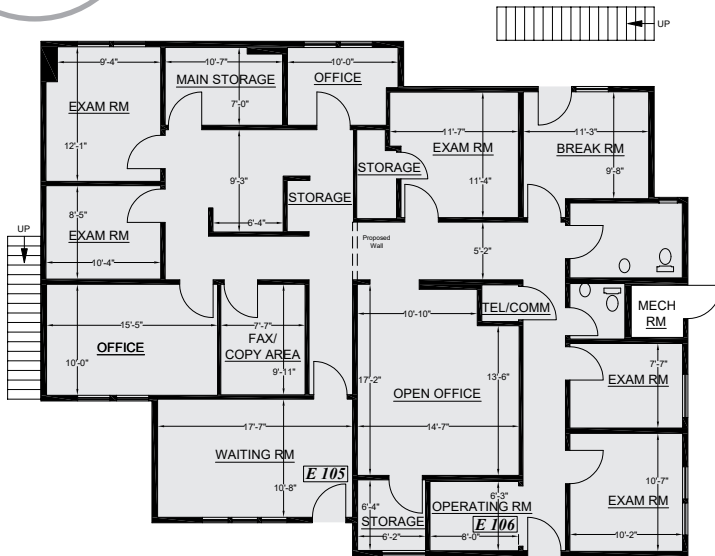 UP
9'-4"
10'-7"
MAIN STORAGE
7'-0"
10'-0"
OFFICE
EXAM RM
12'-1"
11'-7"
EXAM RM
11'-4"
11'-3"
BREAK RM
9'-8"
STORAGE
9'-3"
6'-4"
STORAGE
8'-5"
EXAM RM
10'-4"
UP
Proposed
Wall
5'-2"
15'-5"
OFFICE
10'-0"
7'-7"
FAX/
COPY AREA
9'-11"
10'-10"
TEL/COMM
MECH
RM
17'-2"
13'-6"
OPEN OFFICE
14'-7"
7'-7"
EXAM RM
17'-7"
WAITING RM
E 105
10'-8"
10'-7"
EXAM RM
10'-2"
6'-4"
STORAGE
6'-2"
6'-3"
OPERATING RM
E 106
8'-0"